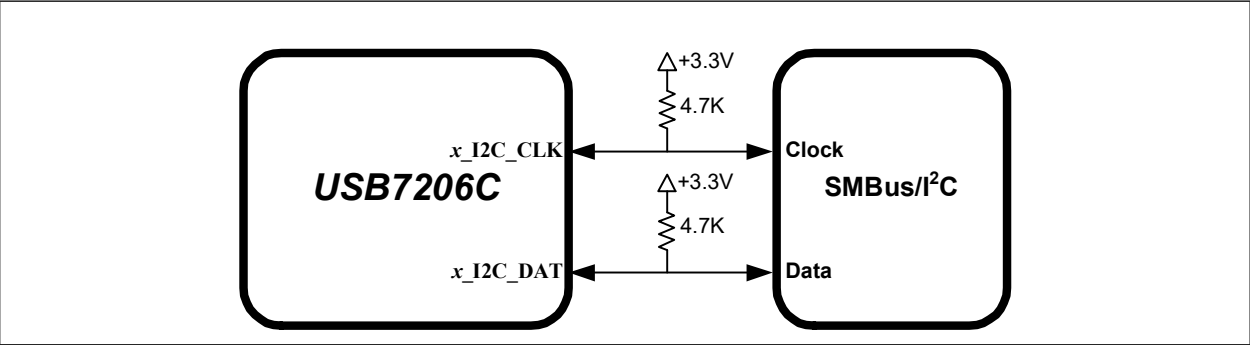 +3.3V
4.7K
x_I2C_CLK
Clock
USB7206C
SMBus/I²C
+3.3V
4.7K
x_I2C_DAT
Data